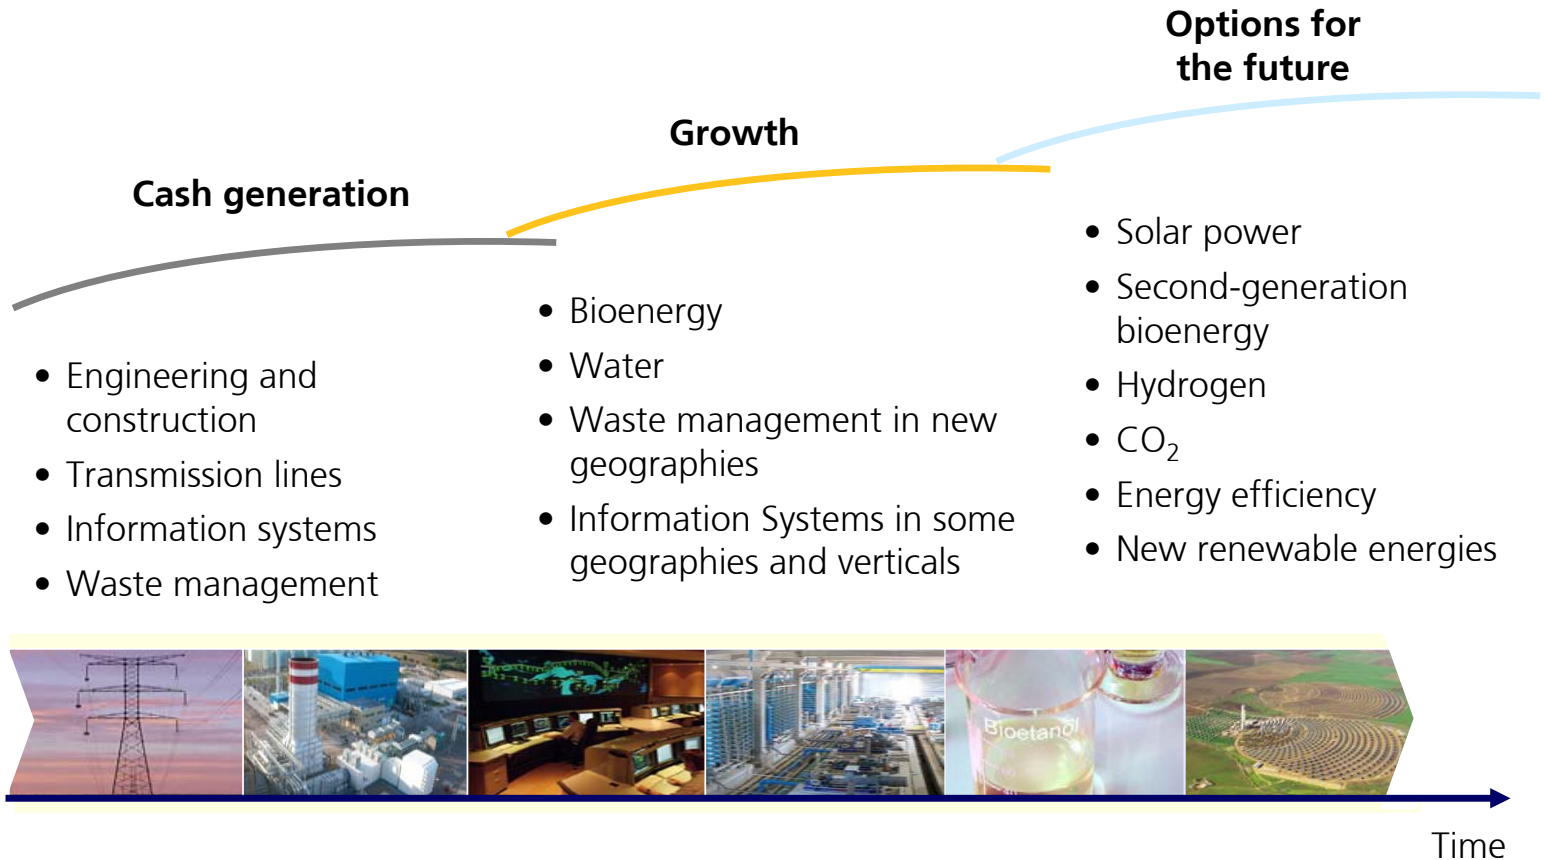 Options for
the future
Growth
Cash generation
• Solar power
• Second-generation
bioenergy
• Hydrogen
• CO₂
• Energy efficiency
• New renewable energies
• Bioenergy
• Water
• Waste management in new
geographies
• Information Systems in some
geographies and verticals
• Engineering and
construction
• Transmission lines
• Information systems
• Waste management
Bioetanol
Time